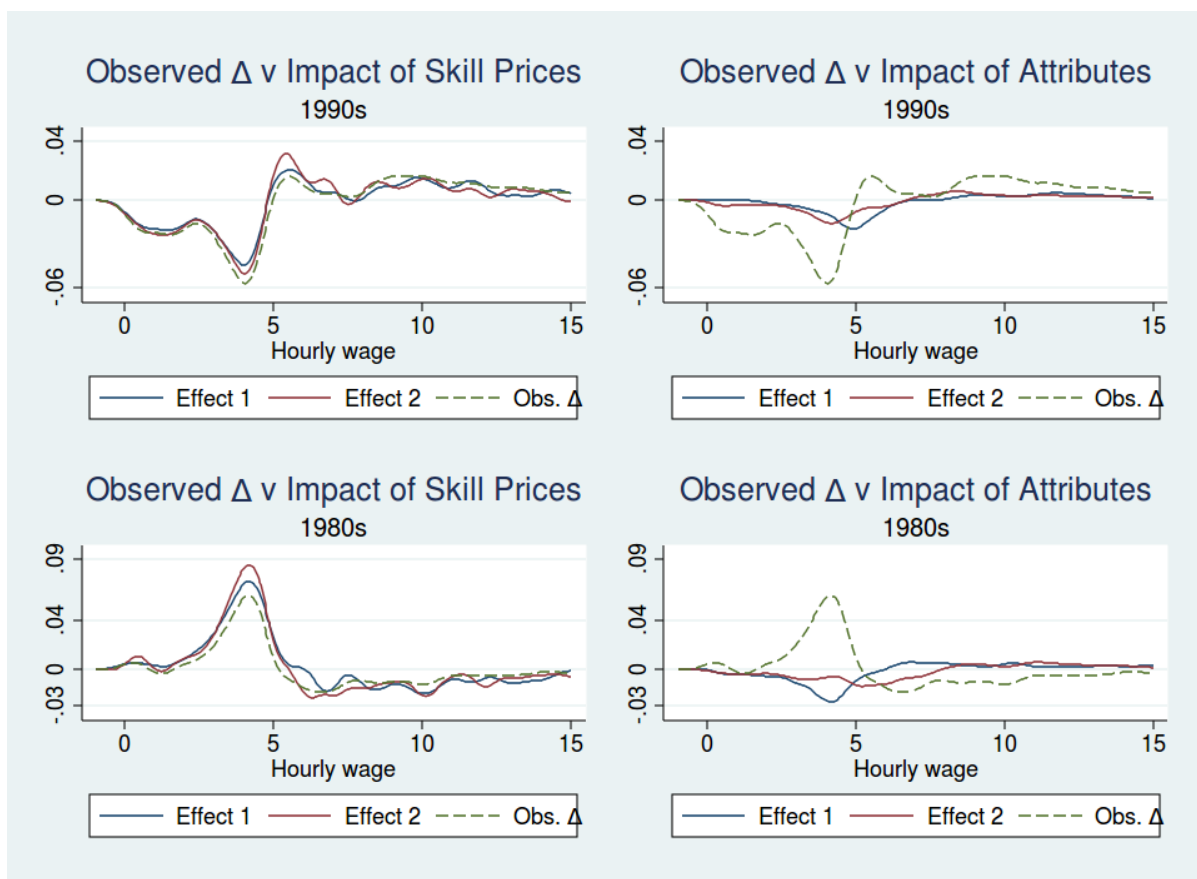 Observed Δ v Impact of Skill Prices
1990s
.04
0
-.06
0 5 10 15
Hourly wage
Effect 1 Effect 2 Obs. Δ
Observed Δ v Impact of Attributes
1990s
.04
0
-.06
0 5 10 15
Hourly wage
Effect 1 Effect 2 Obs. Δ
Observed Δ v Impact of Skill Prices
1980s
.09
.04
0
-.03
0 5 10 15
Hourly wage
Effect 1 Effect 2 Obs. Δ
Observed Δ v Impact of Attributes
1980s
.09
.04
0
-.03
0 5 10 15
Hourly wage
Effect 1 Effect 2 Obs. Δ